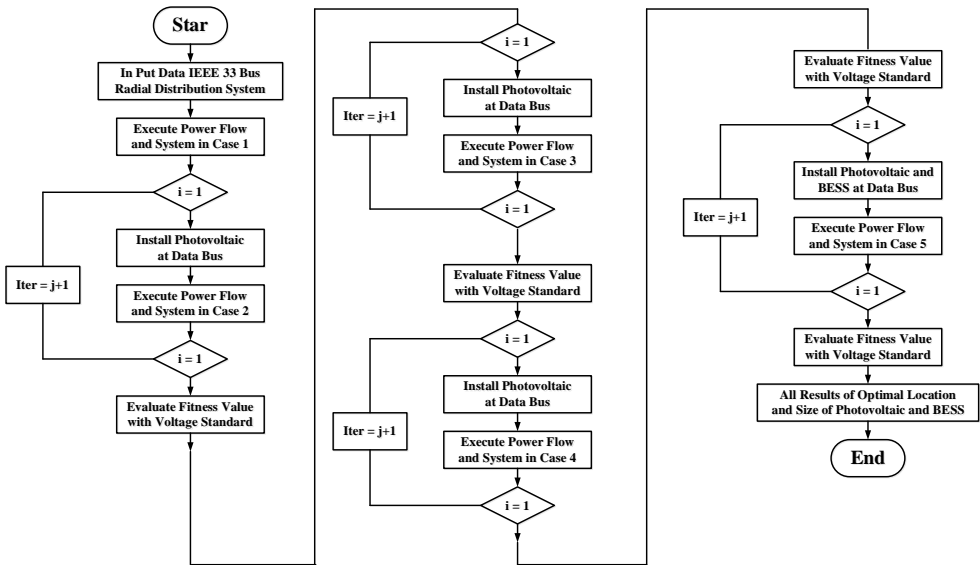 Star
In Put Data IEEE 33 Bus
Radial Distribution System
Execute Power Flow
and System in Case 1
i = 1
Install Photovoltaic
at Data Bus
Iter = j+1
Execute Power Flow
and System in Case 2
i = 1
Evaluate Fitness Value
with Voltage Standard
i = 1
Install Photovoltaic
at Data Bus
Iter = j+1
Execute Power Flow
and System in Case 3
i = 1
Evaluate Fitness Value
with Voltage Standard
i = 1
Install Photovoltaic
at Data Bus
Iter = j+1
Execute Power Flow
and System in Case 4
i = 1
Evaluate Fitness Value
with Voltage Standard
i = 1
Install Photovoltaic and
BESS at Data Bus
Iter = j+1
Execute Power Flow
and System in Case 5
i = 1
Evaluate Fitness Value
with Voltage Standard
All Results of Optimal Location
and Size of Photovoltaic and BESS
End